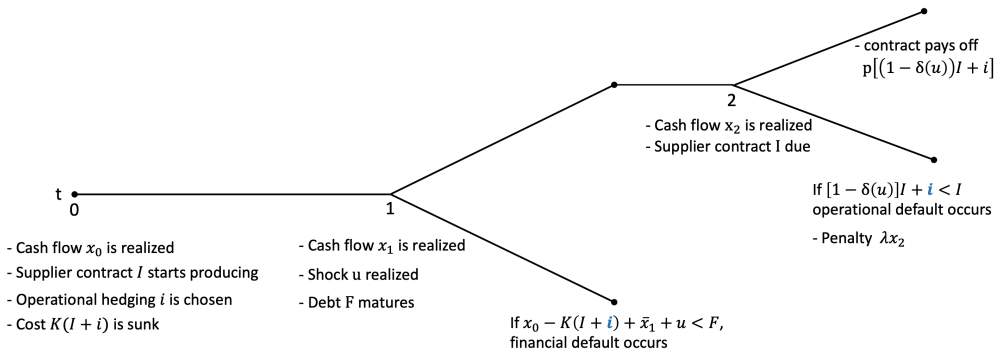 t
0
- Cash flow x₀ is realized
- Supplier contract I starts producing
- Operational hedging i is chosen
- Cost K(I + i) is sunk
1
- Cash flow x₁ is realized
- Shock u realized
- Debt F matures
If x₀ − K(I + i) + x̄₁ + u < F,
financial default occurs
2
- Cash flow x₂ is realized
- Supplier contract I due
- contract pays off
p[(1 − δ(u))I + i]
If [1 − δ(u)]I + i < I
operational default occurs
- Penalty λx₂